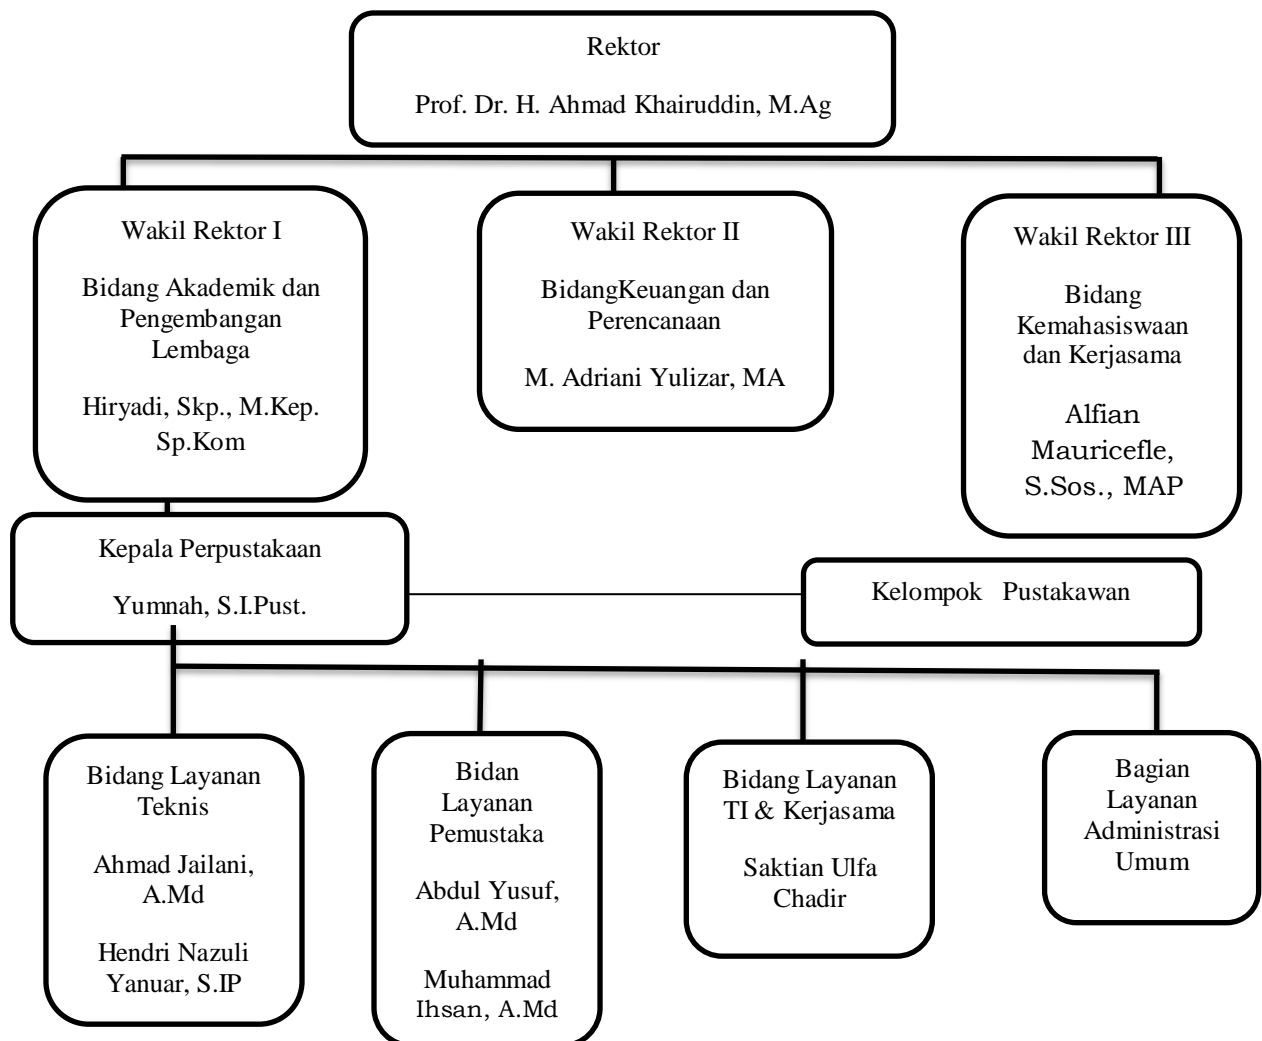 Rektor
Prof. Dr. H. Ahmad Khairuddin, M.Ag
Wakil Rektor I
Bidang Akademik dan
Pengembangan
Lembaga
Hiryadi, Skp., M.Kep.
Sp.Kom
Wakil Rektor II
BidangKeuangan dan
Perencanaan
M. Adriani Yulizar, MA
Wakil Rektor III
Bidang
Kemahasiswaan
dan Kerjasama
Alfian
Mauricefle,
S.Sos., MAP
Kepala Perpustakaan
Yumnah, S.I.Pust.
Kelompok Pustakawan
Bidang Layanan
Teknis
Ahmad Jailani,
A.Md
Hendri Nazuli
Yanuar, S.IP
Bidan
Layanan
Pemustaka
Abdul Yusuf,
A.Md
Muhammad
Ihsan, A.Md
Bidang Layanan
TI & Kerjasama
Saktian Ulfa
Chadir
Bagian
Layanan
Administrasi
Umum